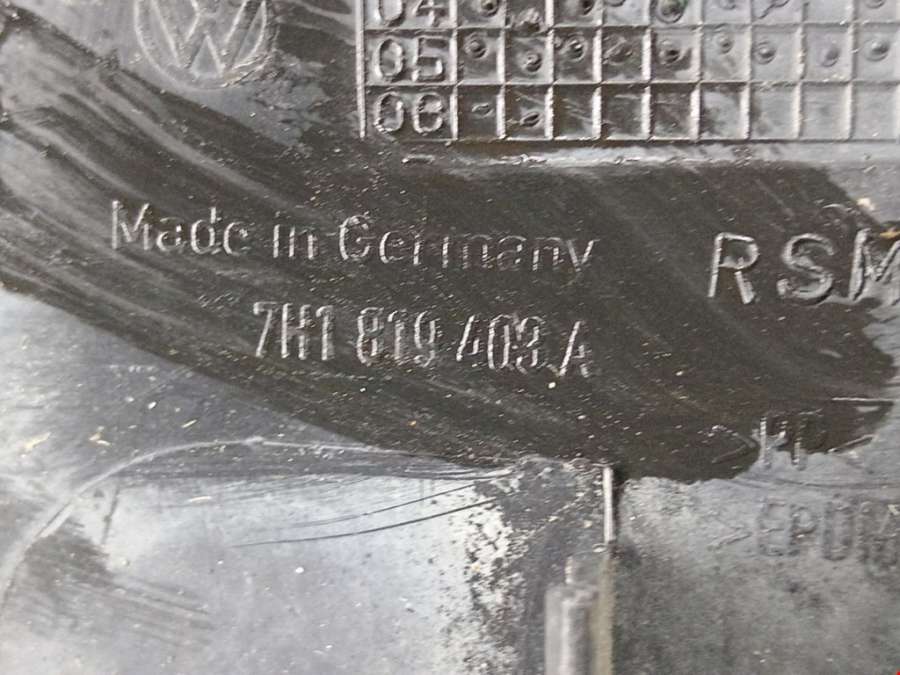 04
05
06
Made in Germany
RSM
7H1 819 403 A
>PP<
>EPDM